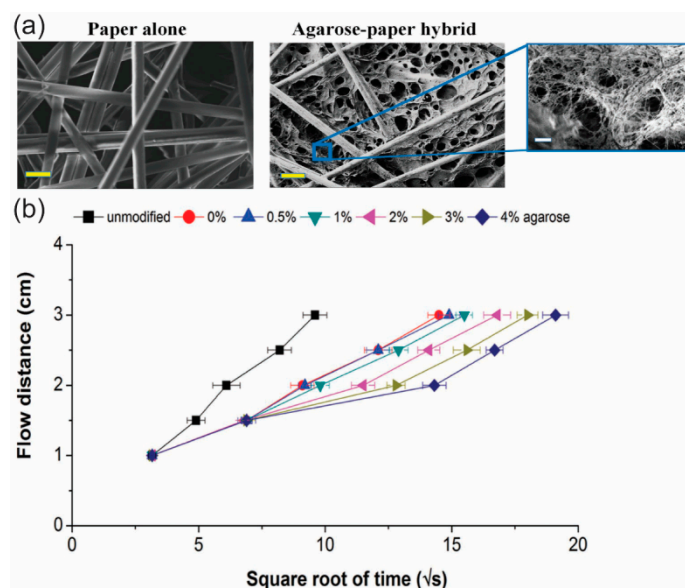 (a)
Paper alone
Agarose-paper hybrid
(b)
unmodified 0% 0.5% 1% 2% 3% 4% agarose
Flow distance (cm)
4
3
2
1
0
0 5 10 15 20
Square root of time (√s)